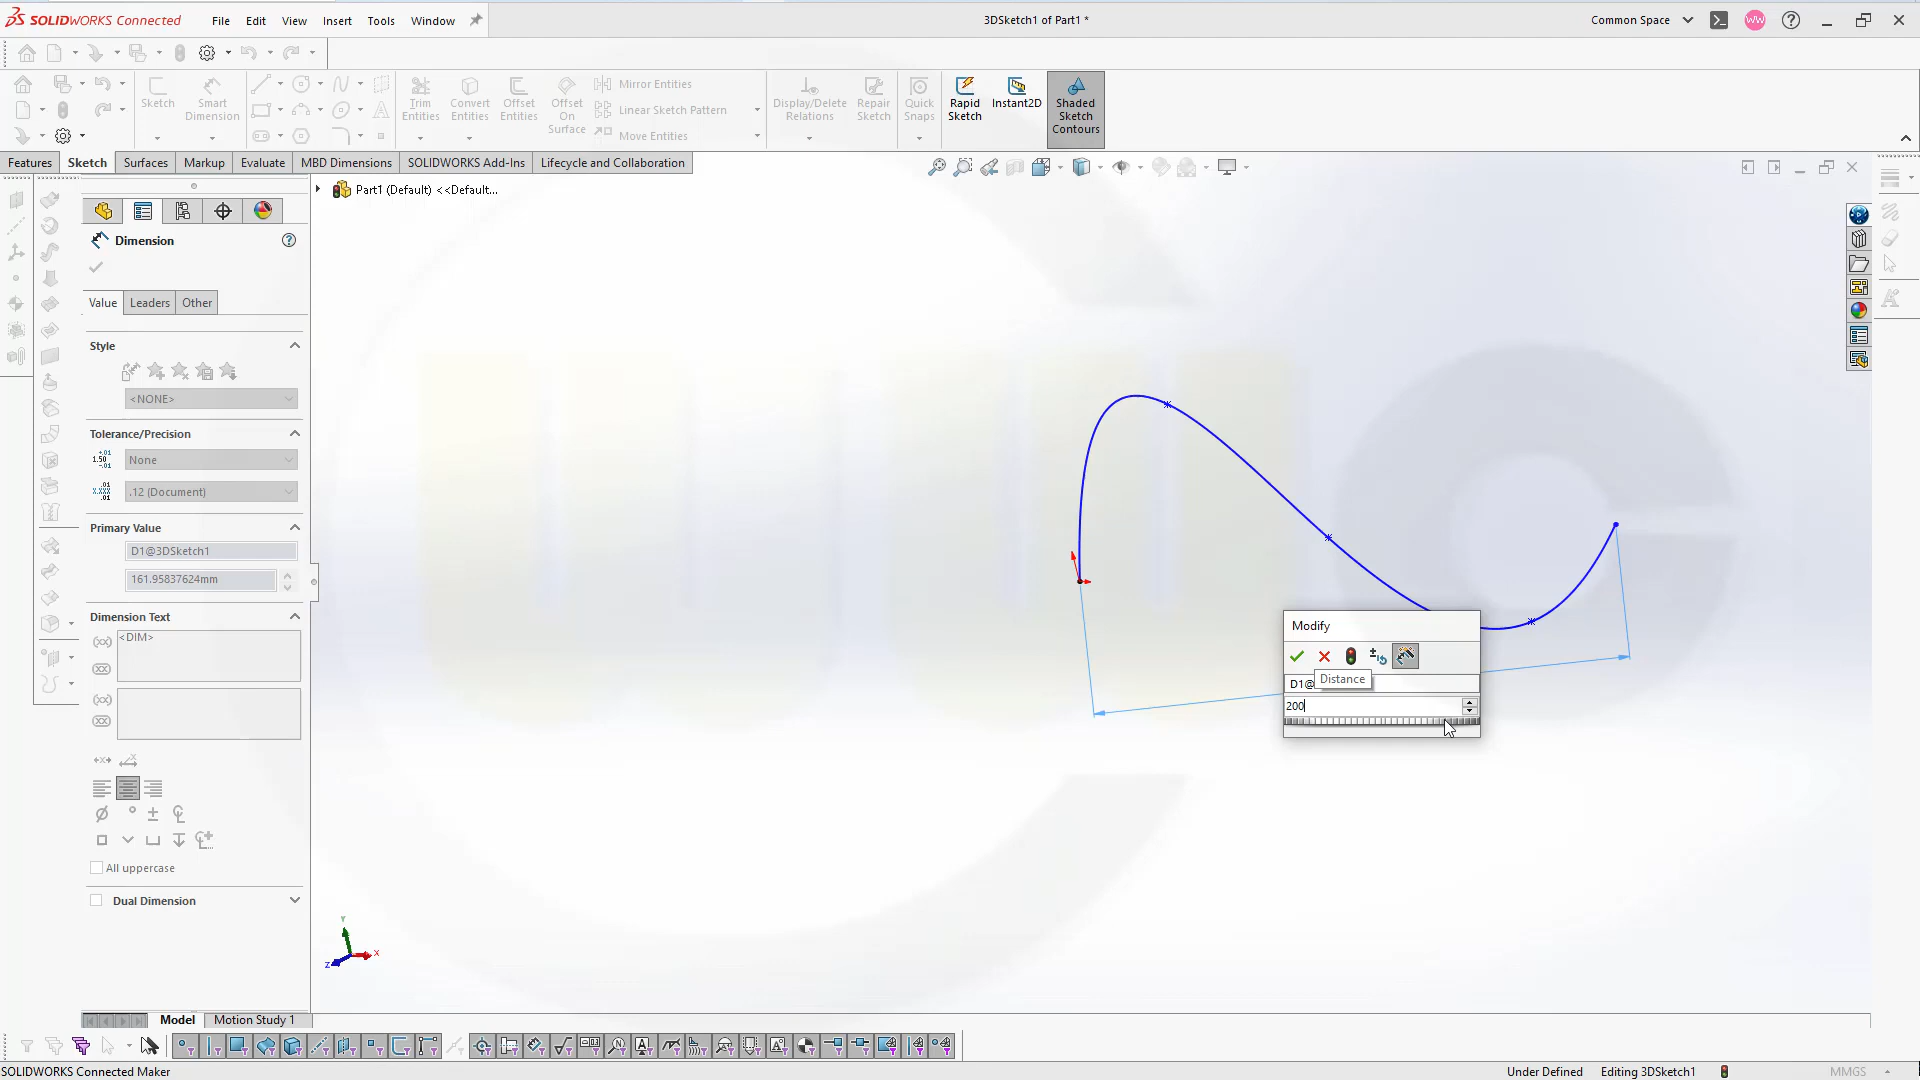 SOLIDWORKS Connected
File
Edit
View
Insert
Tools
Window
3DSketch1 of Part1 *
Common Space
WW
Sketch
Smart Dimension
Trim Entities
Convert Entities
Offset Entities
Offset On Surface
Mirror Entities
Linear Sketch Pattern
Move Entities
Display/Delete Relations
Repair Sketch
Quick Snaps
Rapid Sketch
Instant2D
Shaded Sketch Contours
Features
Sketch
Surfaces
Markup
Evaluate
MBD Dimensions
SOLIDWORKS Add-Ins
Lifecycle and Collaboration
Part1 (Default) <<Default...
Dimension
Value
Leaders
Other
Style
<NONE>
Tolerance/Precision
None
.12 (Document)
Primary Value
D1@3DSketch1
161.95837624mm
Dimension Text
<DIM>
All uppercase
Dual Dimension
Modify
Distance
D1@
200
Y
X
Z
Model
Motion Study 1
SOLIDWORKS Connected Maker
Under Defined
Editing 3DSketch1
MMGS